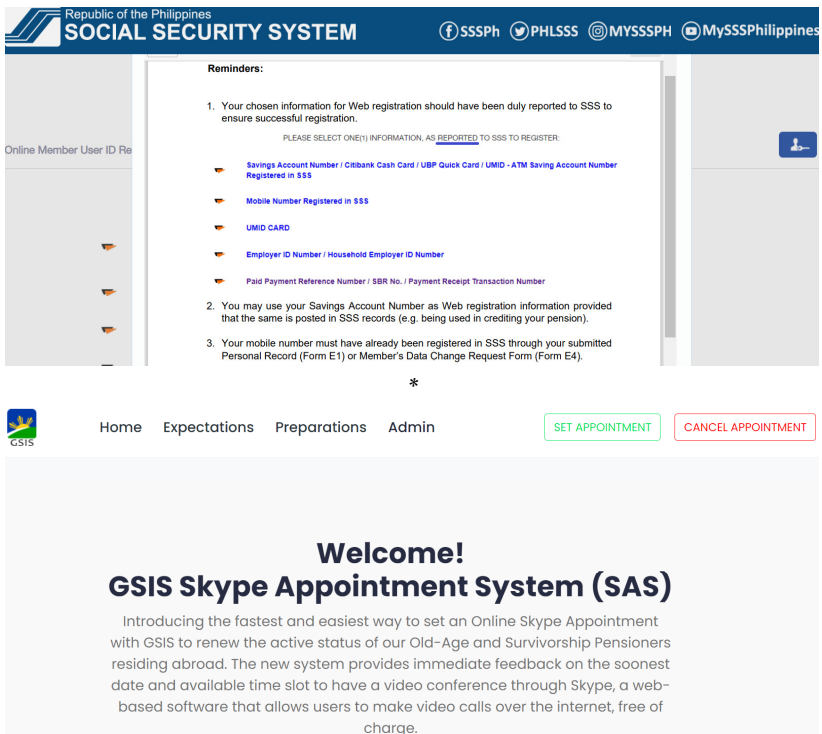 Republic of the Philippines
SOCIAL SECURITY SYSTEM
SSSPh PHLSSS MYSSSPH MySSSPhilippines
Reminders:
1. Your chosen information for Web registration should have been duly reported to SSS to
ensure successful registration.
PLEASE SELECT ONE(1) INFORMATION, AS REPORTED TO SSS TO REGISTER:
Online Member User ID Re
Savings Account Number / Citibank Cash Card / UBP Quick Card / UMID - ATM Saving Account Number
Registered in SSS
Mobile Number Registered in SSS
UMID CARD
Employer ID Number / Household Employer ID Number
Paid Payment Reference Number / SBR No. / Payment Receipt Transaction Number
2. You may use your Savings Account Number as Web registration information provided
that the same is posted in SSS records (e.g. being used in crediting your pension).
3. Your mobile number must have already been registered in SSS through your submitted
Personal Record (Form E1) or Member's Data Change Request Form (Form E4).
*
GSIS
Home Expectations Preparations Admin SET APPOINTMENT CANCEL APPOINTMENT
Welcome!
GSIS Skype Appointment System (SAS)
Introducing the fastest and easiest way to set an Online Skype Appointment
with GSIS to renew the active status of our Old-Age and Survivorship Pensioners
residing abroad. The new system provides immediate feedback on the soonest
date and available time slot to have a video conference through Skype, a web-
based software that allows users to make video calls over the internet, free of
charge.